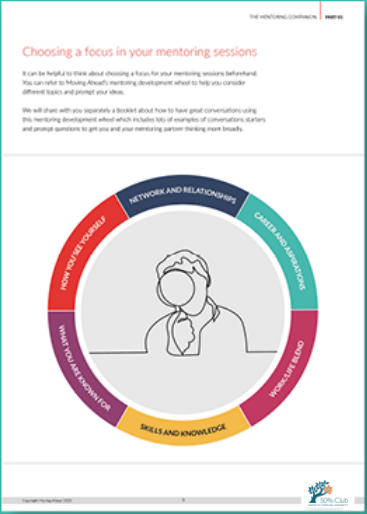 THE MENTORING COMPANION PART 01
Choosing a focus in your mentoring sessions
It can be helpful to think about choosing a focus for your mentoring sessions beforehand.
You can refer to Moving Ahead's mentoring development wheel to help you consider
different topics and prompt your ideas.
We will share with you separately a Booklet about how to have great conversations using
this mentoring development wheel which includes lots of examples of conversations starters
and prompt questions to get you and your mentoring partner thinking more broadly.
NETWORK AND RELATIONSHIPS
CAREER AND ASPIRATIONS
WORK/LIFE BLEND
SKILLS AND KNOWLEDGE
WHAT YOU ARE KNOWN FOR
HOW YOU SEE YOURSELF
Copyright Moving Ahead 2020
30% Club